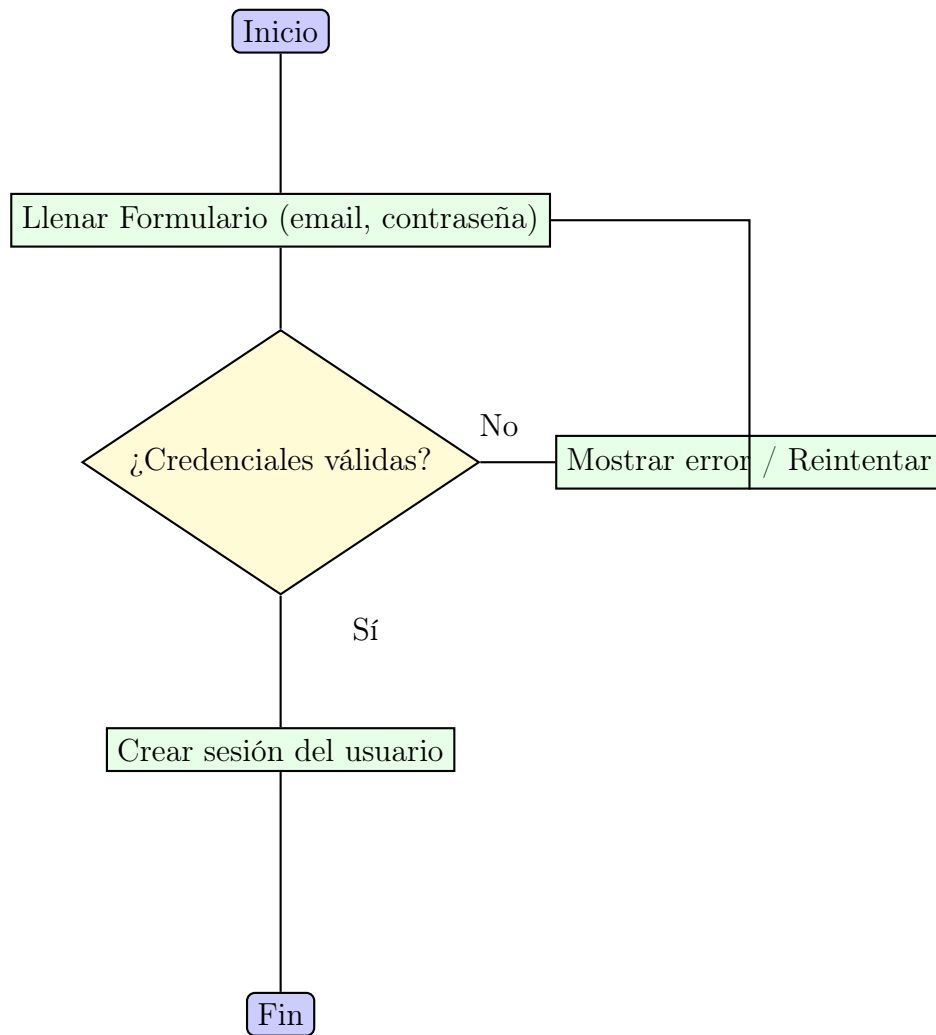 Inicio
Llenar Formulario (email, contraseña)
¿Credenciales válidas?
No
Mostrar error / Reintentar
Sí
Crear sesión del usuario
Fin